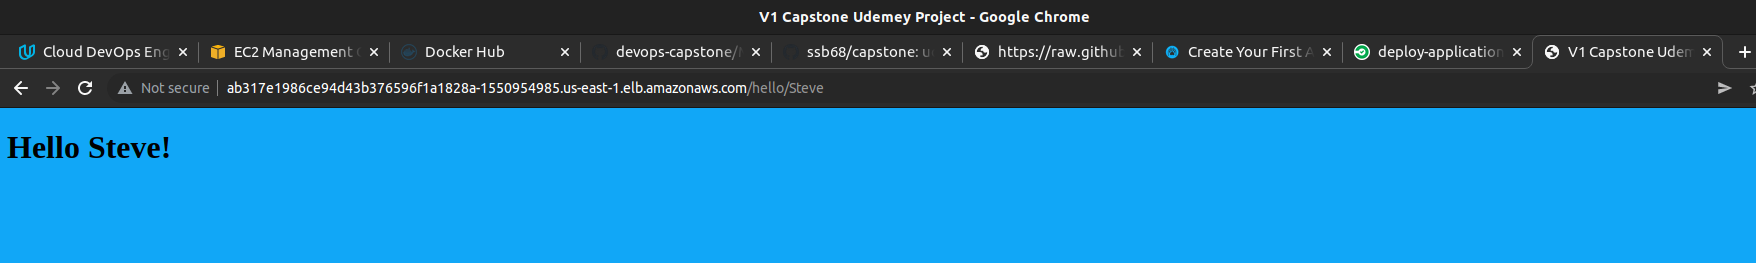 V1 Capstone Udemey Project - Google Chrome
Cloud DevOps Eng
EC2 Management
Docker Hub
devops-capstone/
ssb68/capstone: u
https://raw.githu
Create Your First A
deploy-application
V1 Capstone Udem
Not secure | ab317e1986ce94d43b376596f1a1828a-1550954985.us-east-1.elb.amazonaws.com/hello/Steve
Hello Steve!